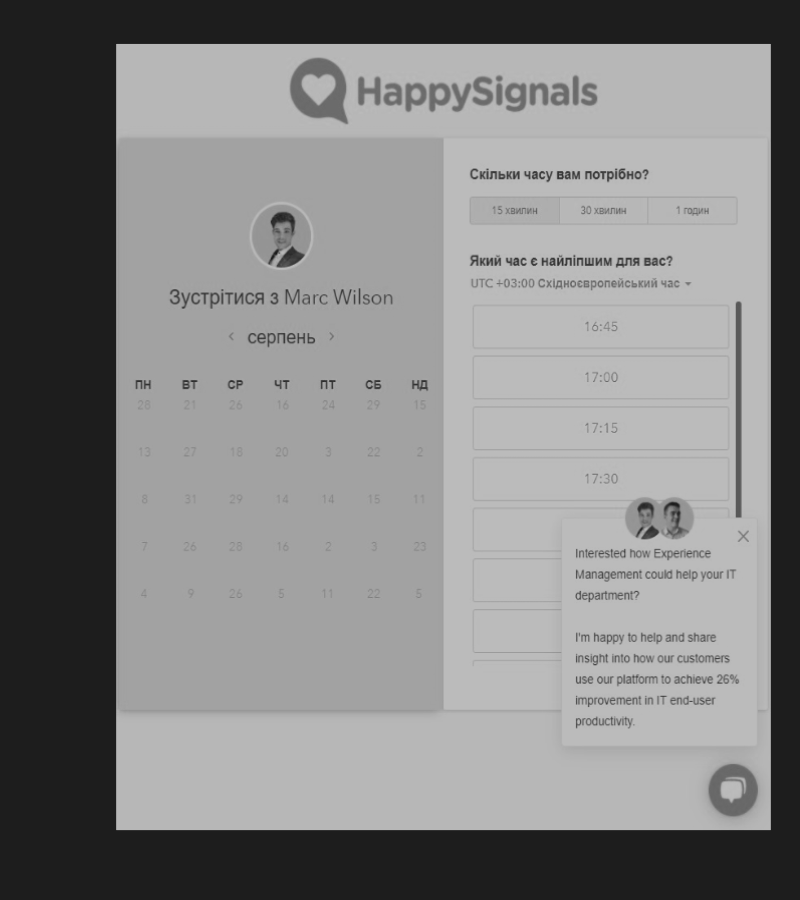 HappySignals
Зустрітися з Marc Wilson
серпень
ПН ВТ СР ЧТ ПТ СБ НД
28 21 26 16 24 29 15
13 27 18 20 3 22 2
8 31 29 14 14 15 11
7 26 28 16 2 3 23
4 9 26 5 11 22 5
Скільки часу вам потрібно?
15 хвилин 30 хвилин 1 годин
Який час є найліпшим для вас?
UTC +03:00 Східноєвропейський час
16:45
17:00
17:15
17:30
Interested how Experience
Management could help your IT
department?
I'm happy to help and share
insight into how our customers
use our platform to achieve 26%
improvement in IT end-user
productivity.